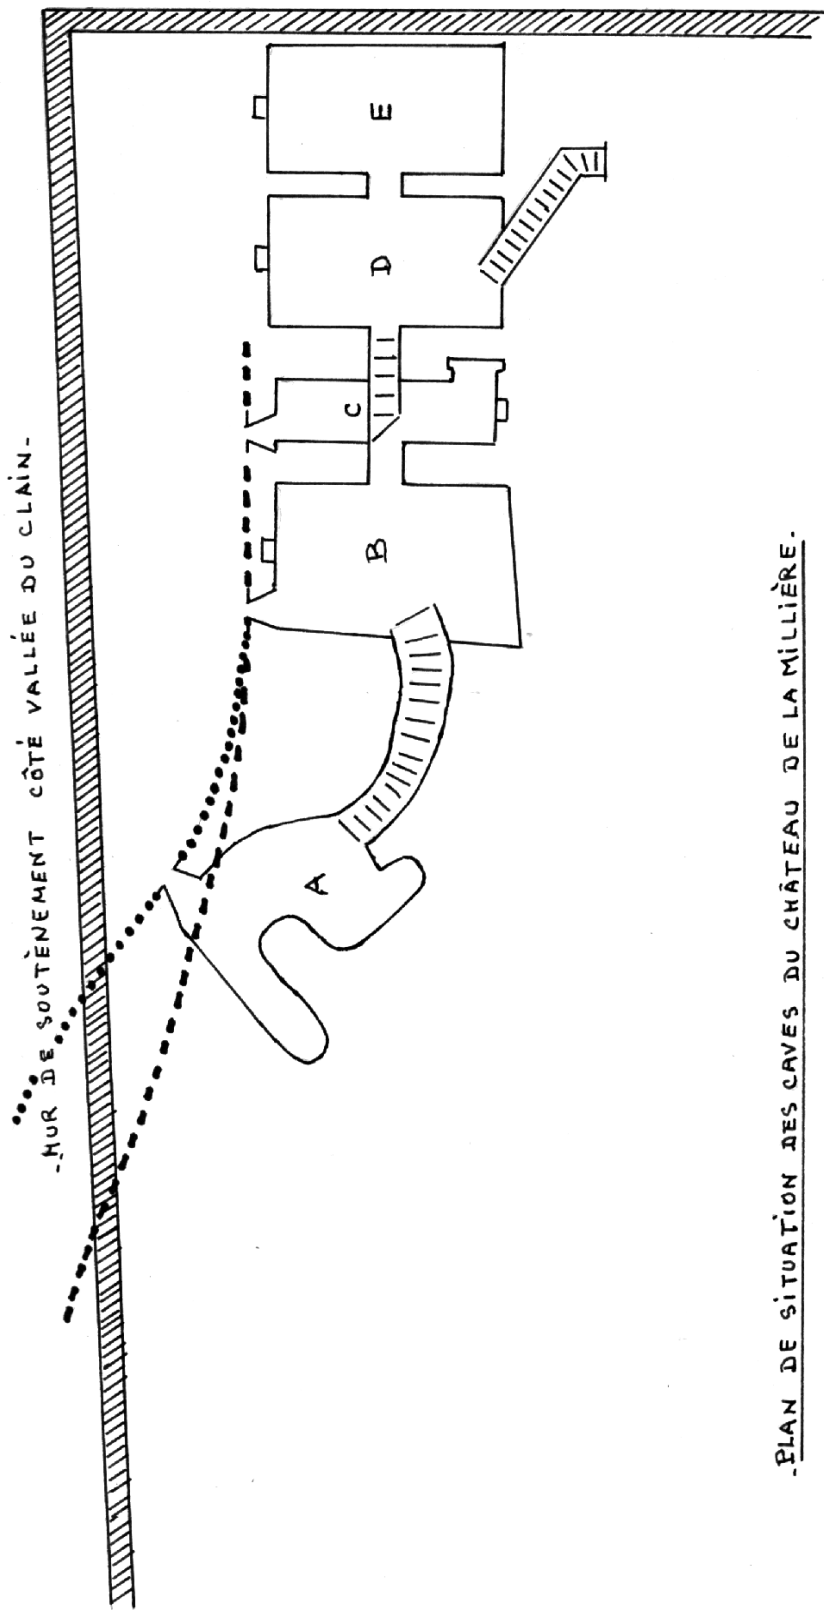 -MUR DE SOUTÈNEMENT CÔTÉ VALLÉE DU CLAIN-
A
B
C
D
E
-PLAN DE SITUATION DES CAVES DU CHÂTEAU DE LA MILLIÈRE-